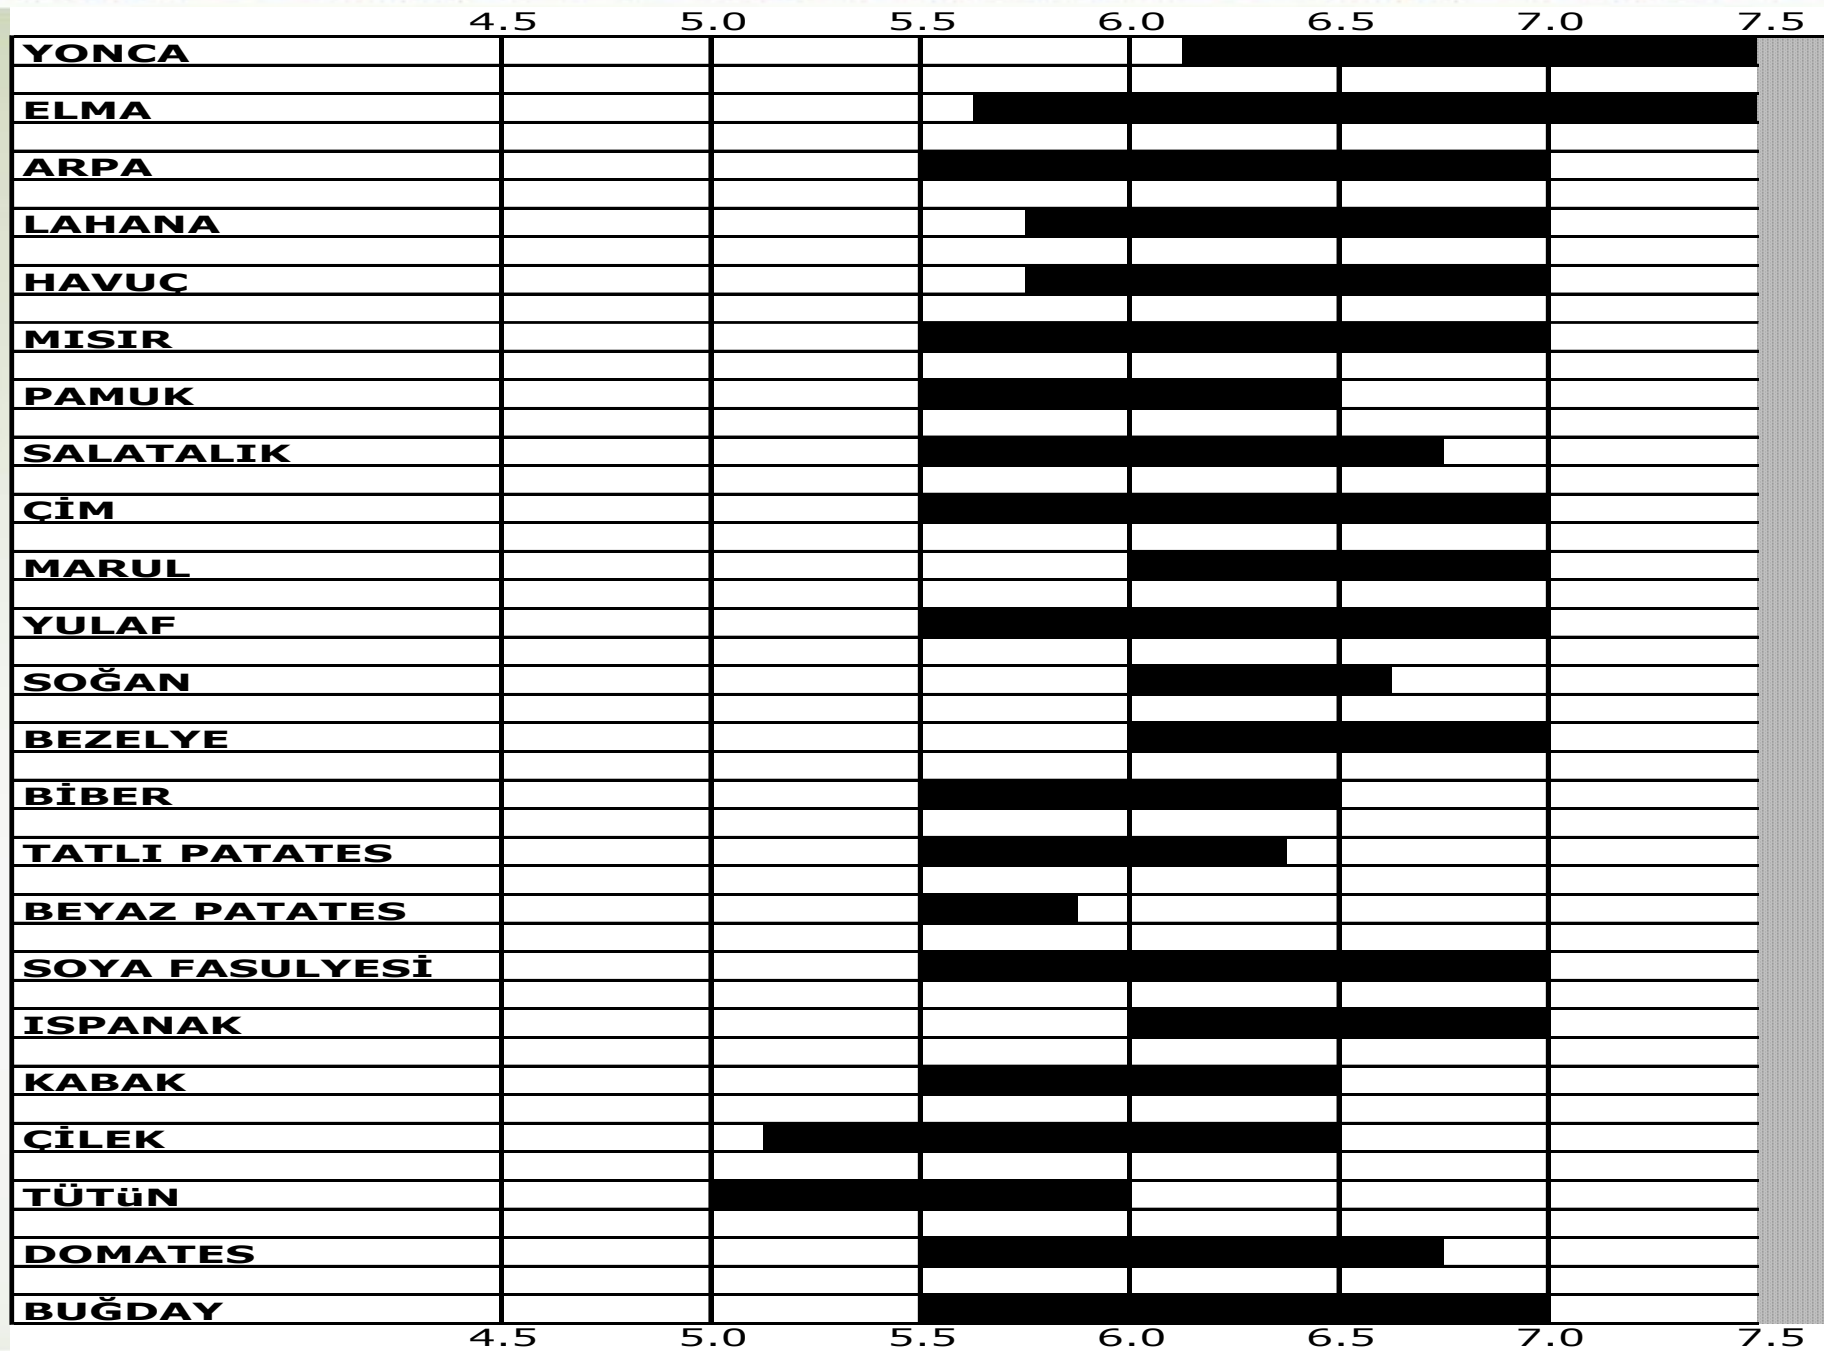 4.5 5.0 5.5 6.0 6.5 7.0 7.5
YONCA
ELMA
ARPA
LAHANA
HAVUÇ
MISIR
PAMUK
SALATALIK
ÇİM
MARUL
YULAF
SOĞAN
BEZELYE
BİBER
TATLI PATATES
BEYAZ PATATES
SOYA FASULYESİ
ISPANAK
KABAK
ÇİLEK
TÜTüN
DOMATES
BUĞDAY
4.5 5.0 5.5 6.0 6.5 7.0 7.5